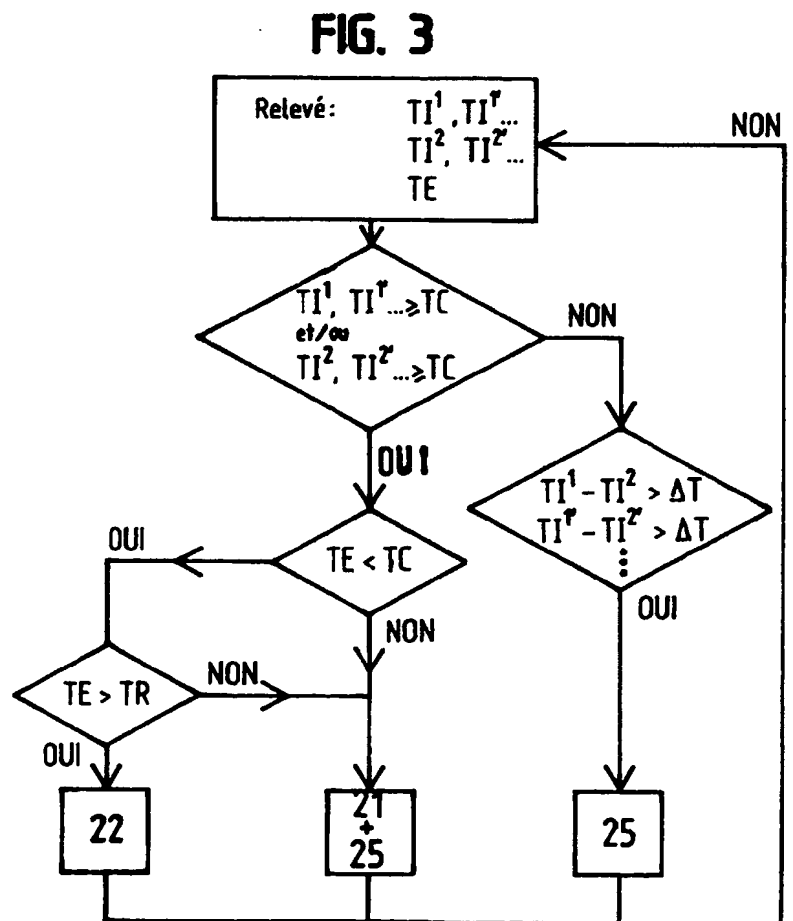 FIG. 3
Relevé: TI¹, TI¹'...
TI², TI²'...
TE
NON
TI¹, TI¹'...⩾TC
et/ou
TI², TI²'...⩾TC
NON
OUI
TI¹ - TI² > ΔT
TI¹' - TI²' > ΔT
⋮
OUI
TE < TC
OUI
NON
TE > TR
NON
OUI
22
21
+
25
25